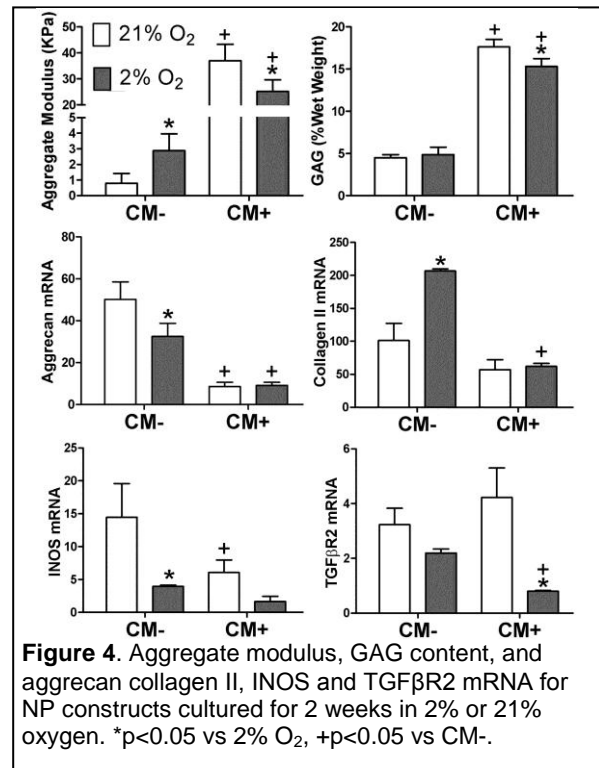 Aggregate Modulus (KPa)
50
40
30
20
10
5
4
3
2
1
0
21% O₂
2% O₂
*
+
+
*
CM-
CM+
GAG (%Wet Weight)
20
15
10
5
0
+
+
*
CM-
CM+
Aggrecan mRNA
80
60
40
20
0
*
+
+
CM-
CM+
Collagen II mRNA
250
200
150
100
50
0
*
+
CM-
CM+
INOS mRNA
15
20
10
5
0
*
+
CM-
CM+
TGFβR2 mRNA
6
4
2
0
+
*
CM-
CM+
Figure 4. Aggregate modulus, GAG content, and
aggrecan collagen II, INOS and TGFβR2 mRNA for
NP constructs cultured for 2 weeks in 2% or 21%
oxygen. *p<0.05 vs 2% O₂, +p<0.05 vs CM-.